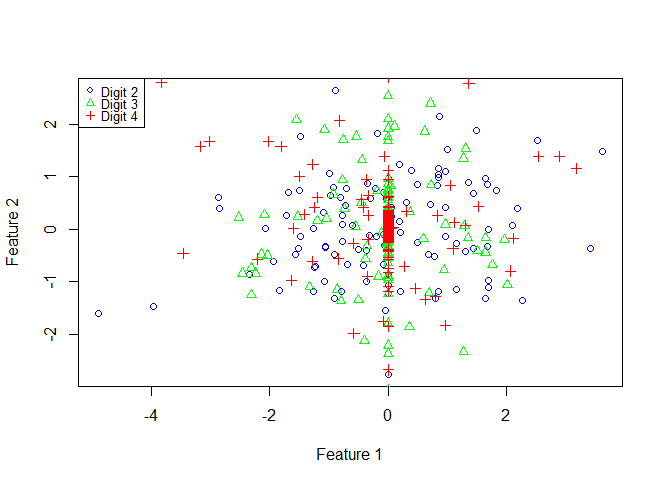 Digit 2
Digit 3
Digit 4
2
1
0
-1
-2
Feature 2
-4
-2
0
2
Feature 1